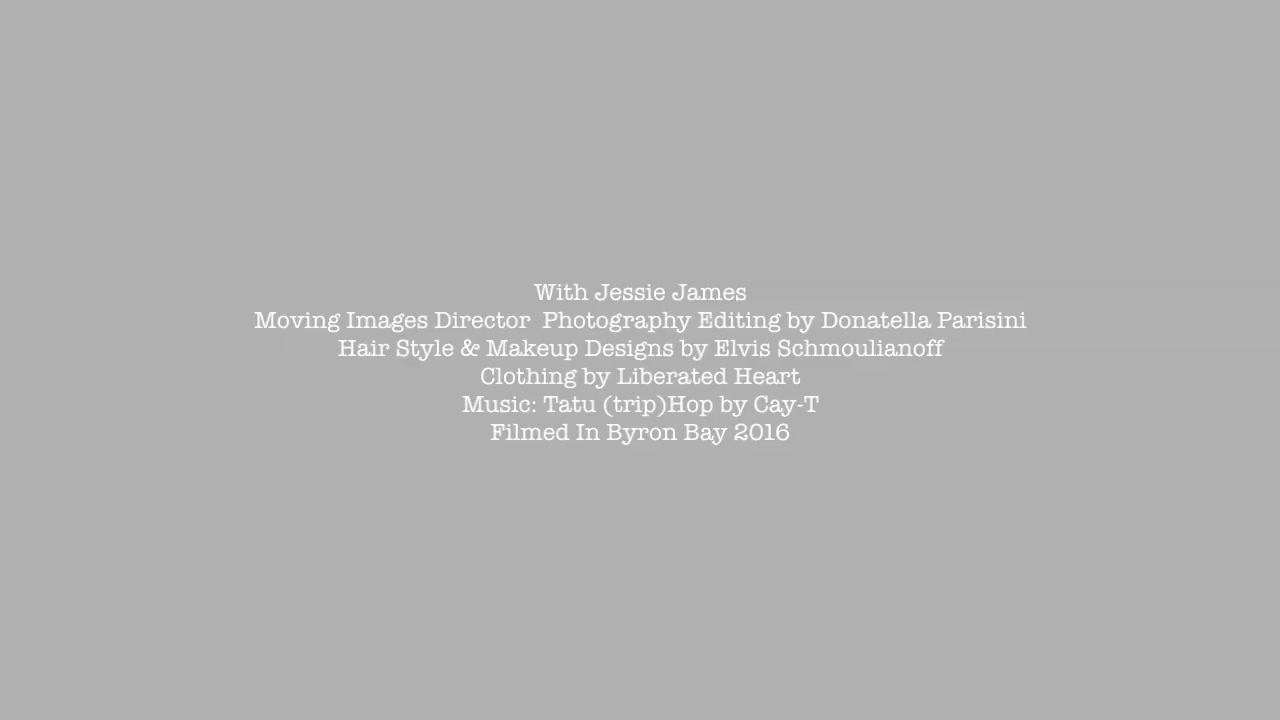 With Jessie James
Moving Images Director  Photography Editing by Donatella Parisini
Hair Style & Makeup Designs by Elvis Schmoulianoff
Clothing by Liberated Heart
Music: Tatu (trip)Hop by Cay-T
Filmed In Byron Bay 2016